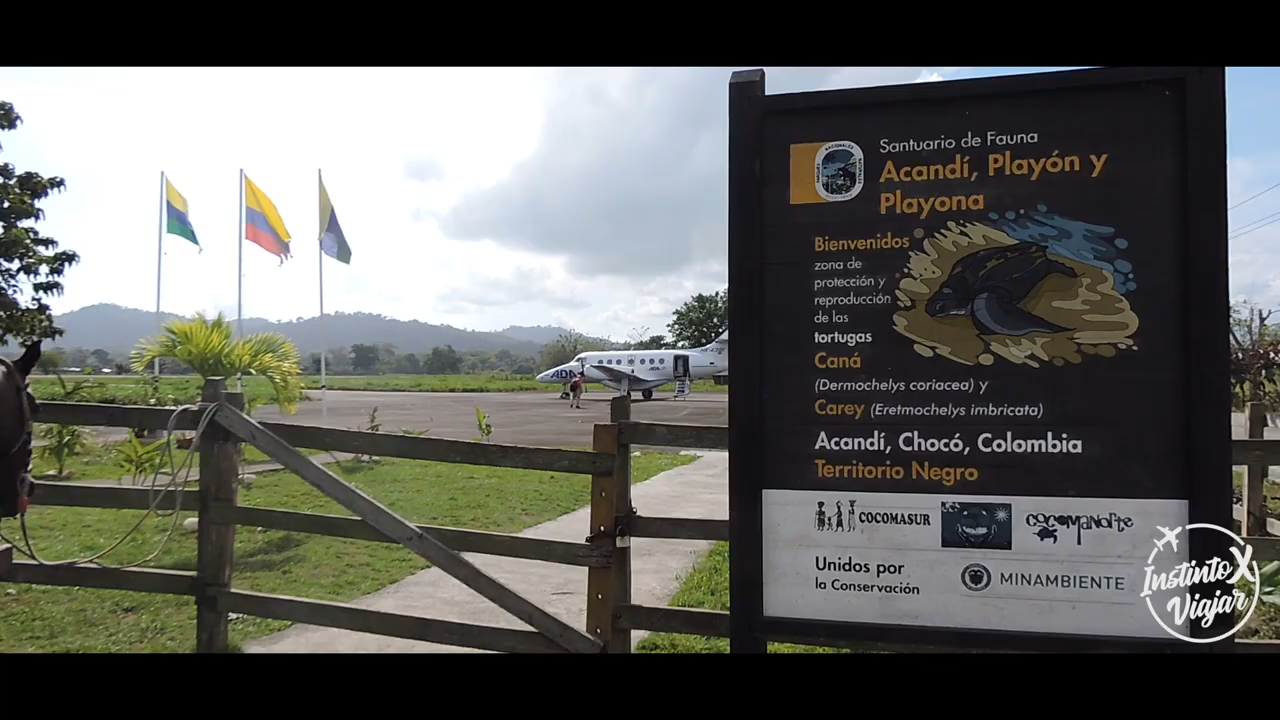 Santuario de Fauna
Acandí, Playón y
Playona
Bienvenidos
zona de
protección y
reproducción
de las
tortugas
Caná
(Dermochelys coriacea) y
Carey (Eretmochelys imbricata)
Acandí, Chocó, Colombia
Territorio Negro
COCOMASUR
COCOMANORTE
Unidos por
la Conservación
MINAMBIENTE
ADA
Instinto X
Viajar